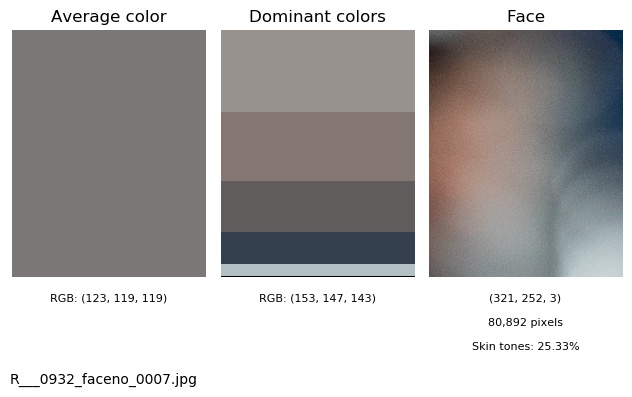 Average color
Dominant colors
Face
RGB: (123, 119, 119)
RGB: (153, 147, 143)
(321, 252, 3)
80,892 pixels
Skin tones: 25.33%
R___0932_faceno_0007.jpg